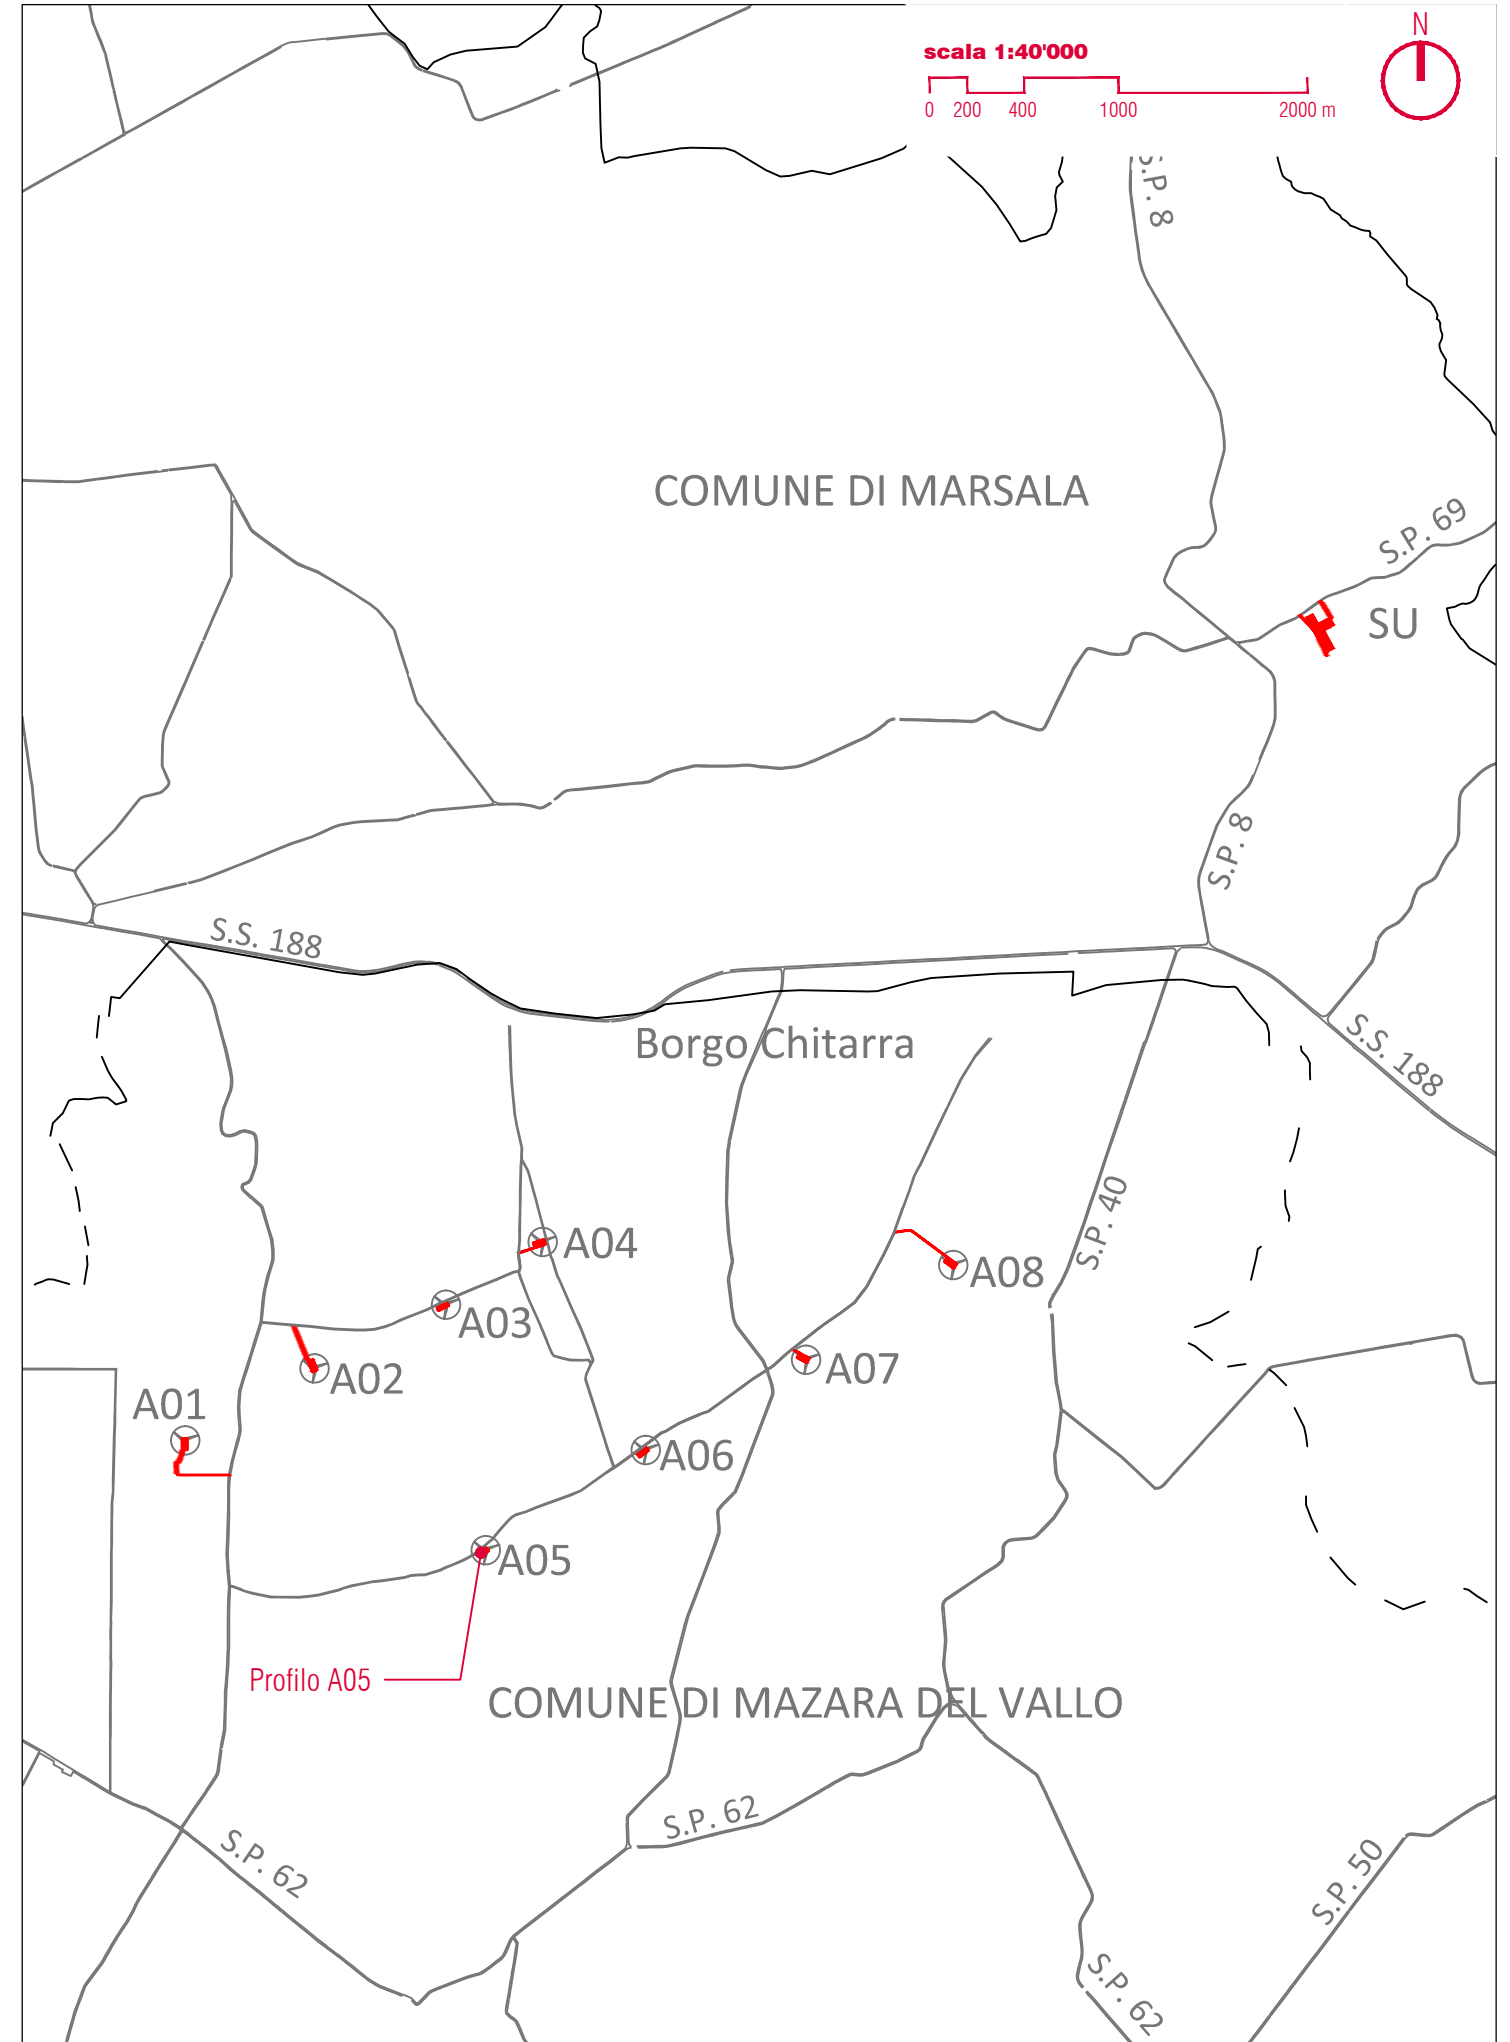 N
scala 1:40'000
0 200 400 1000 2000 m
S.P. 8
COMUNE DI MARSALA
S.P. 69
SU
S.P. 8
S.S. 188
Borgo Chitarra
S.S. 188
S.P. 40
A04
A08
A03
A07
A02
A01
A06
A05
Profilo A05
COMUNE DI MAZARA DEL VALLO
S.P. 62
S.P. 62
S.P. 50
S.P. 62